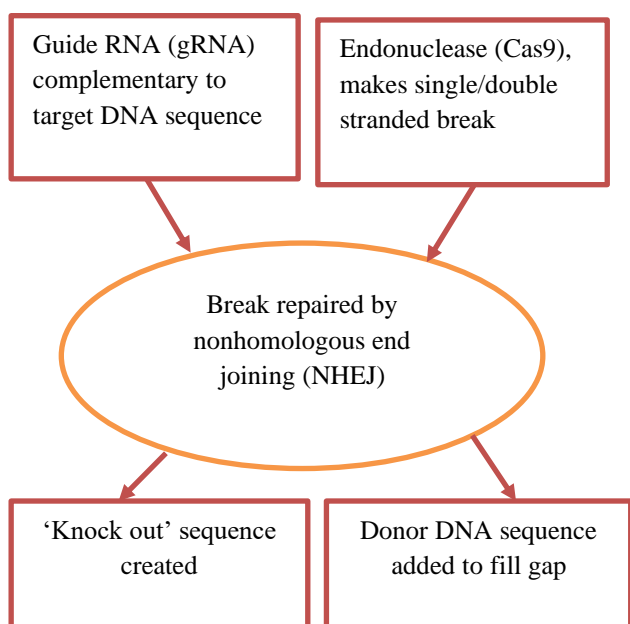 Guide RNA (gRNA)
complementary to
target DNA sequence
Endonuclease (Cas9),
makes single/double
stranded break
Break repaired by
nonhomologous end
joining (NHEJ)
‘Knock out’ sequence
created
Donor DNA sequence
added to fill gap